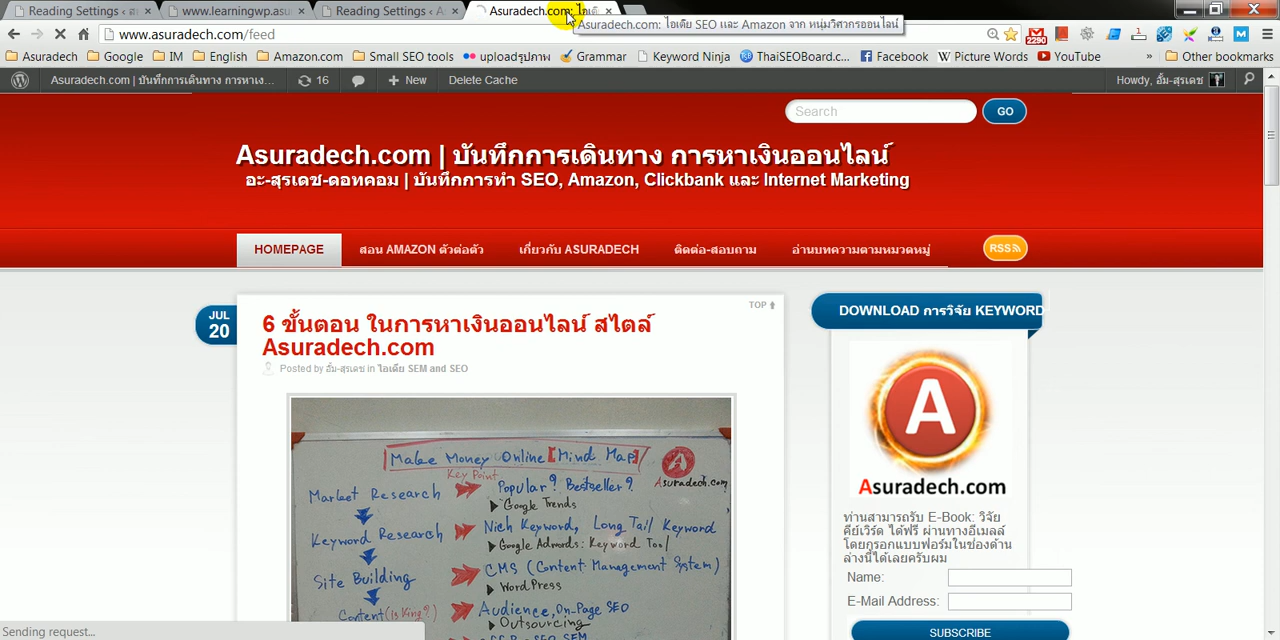 Reading Settings ‹ ส
www.learningwp.asuras
Reading Settings ‹ As
Asuradech.com: ไอเดีย
Asuradech.com: ไอเดีย SEO และ Amazon จาก หนุ่มวิศวกรออนไลน์
www.asuradech.com/feed
2290
Asuradech
Google
IM
English
Amazon.com
Small SEO tools
uploadรูปภาพ
Grammar
Keyword Ninja
ThaiSEOBoard.c...
Facebook
Picture Words
YouTube
»
Other bookmarks
Asuradech.com | บันทึกการเดินทาง การหาเง...
16
New
Delete Cache
Howdy, อั้ม-สุรเดช
Search
GO
Asuradech.com | บันทึกการเดินทาง การหาเงินออนไลน์
อะ-สุรเดช-ดอทคอม | บันทึกการทำ SEO, Amazon, Clickbank และ Internet Marketing
HOMEPAGE
สอน AMAZON ตัวต่อตัว
เกี่ยวกับ ASURADECH
ติดต่อ-สอบถาม
อ่านบทความตามหมวดหมู่
RSS
JUL
20
TOP
6 ขั้นตอน ในการหาเงินออนไลน์ สไตล์
Asuradech.com
Posted by อั้ม-สุรเดช in ไอเดีย SEM and SEO
Make Money Online [Mind Map]
Key Point
Asuradech.com
Market Research
Popular? Bestseller?
Google Trends
Keyword Research
Nich Keyword, Long Tail Keyword
Google Adwords: Keyword Tool
Site Building
CMS (Content Management System)
WordPress
Content (Is King?)
Audience, On-Page SEO
Outsourcing
DOWNLOAD การวิจัย KEYWORD
A
Asuradech.com
ท่านสามารถรับ E-Book: วิจัย
คีย์เวิร์ด ได้ฟรี ผ่านทางอีเมลล์
โดยกรอกแบบฟอร์มในช่องด้าน
ล่างนี้ได้เลยครับผม
Name:
E-Mail Address:
SUBSCRIBE
Sending request...